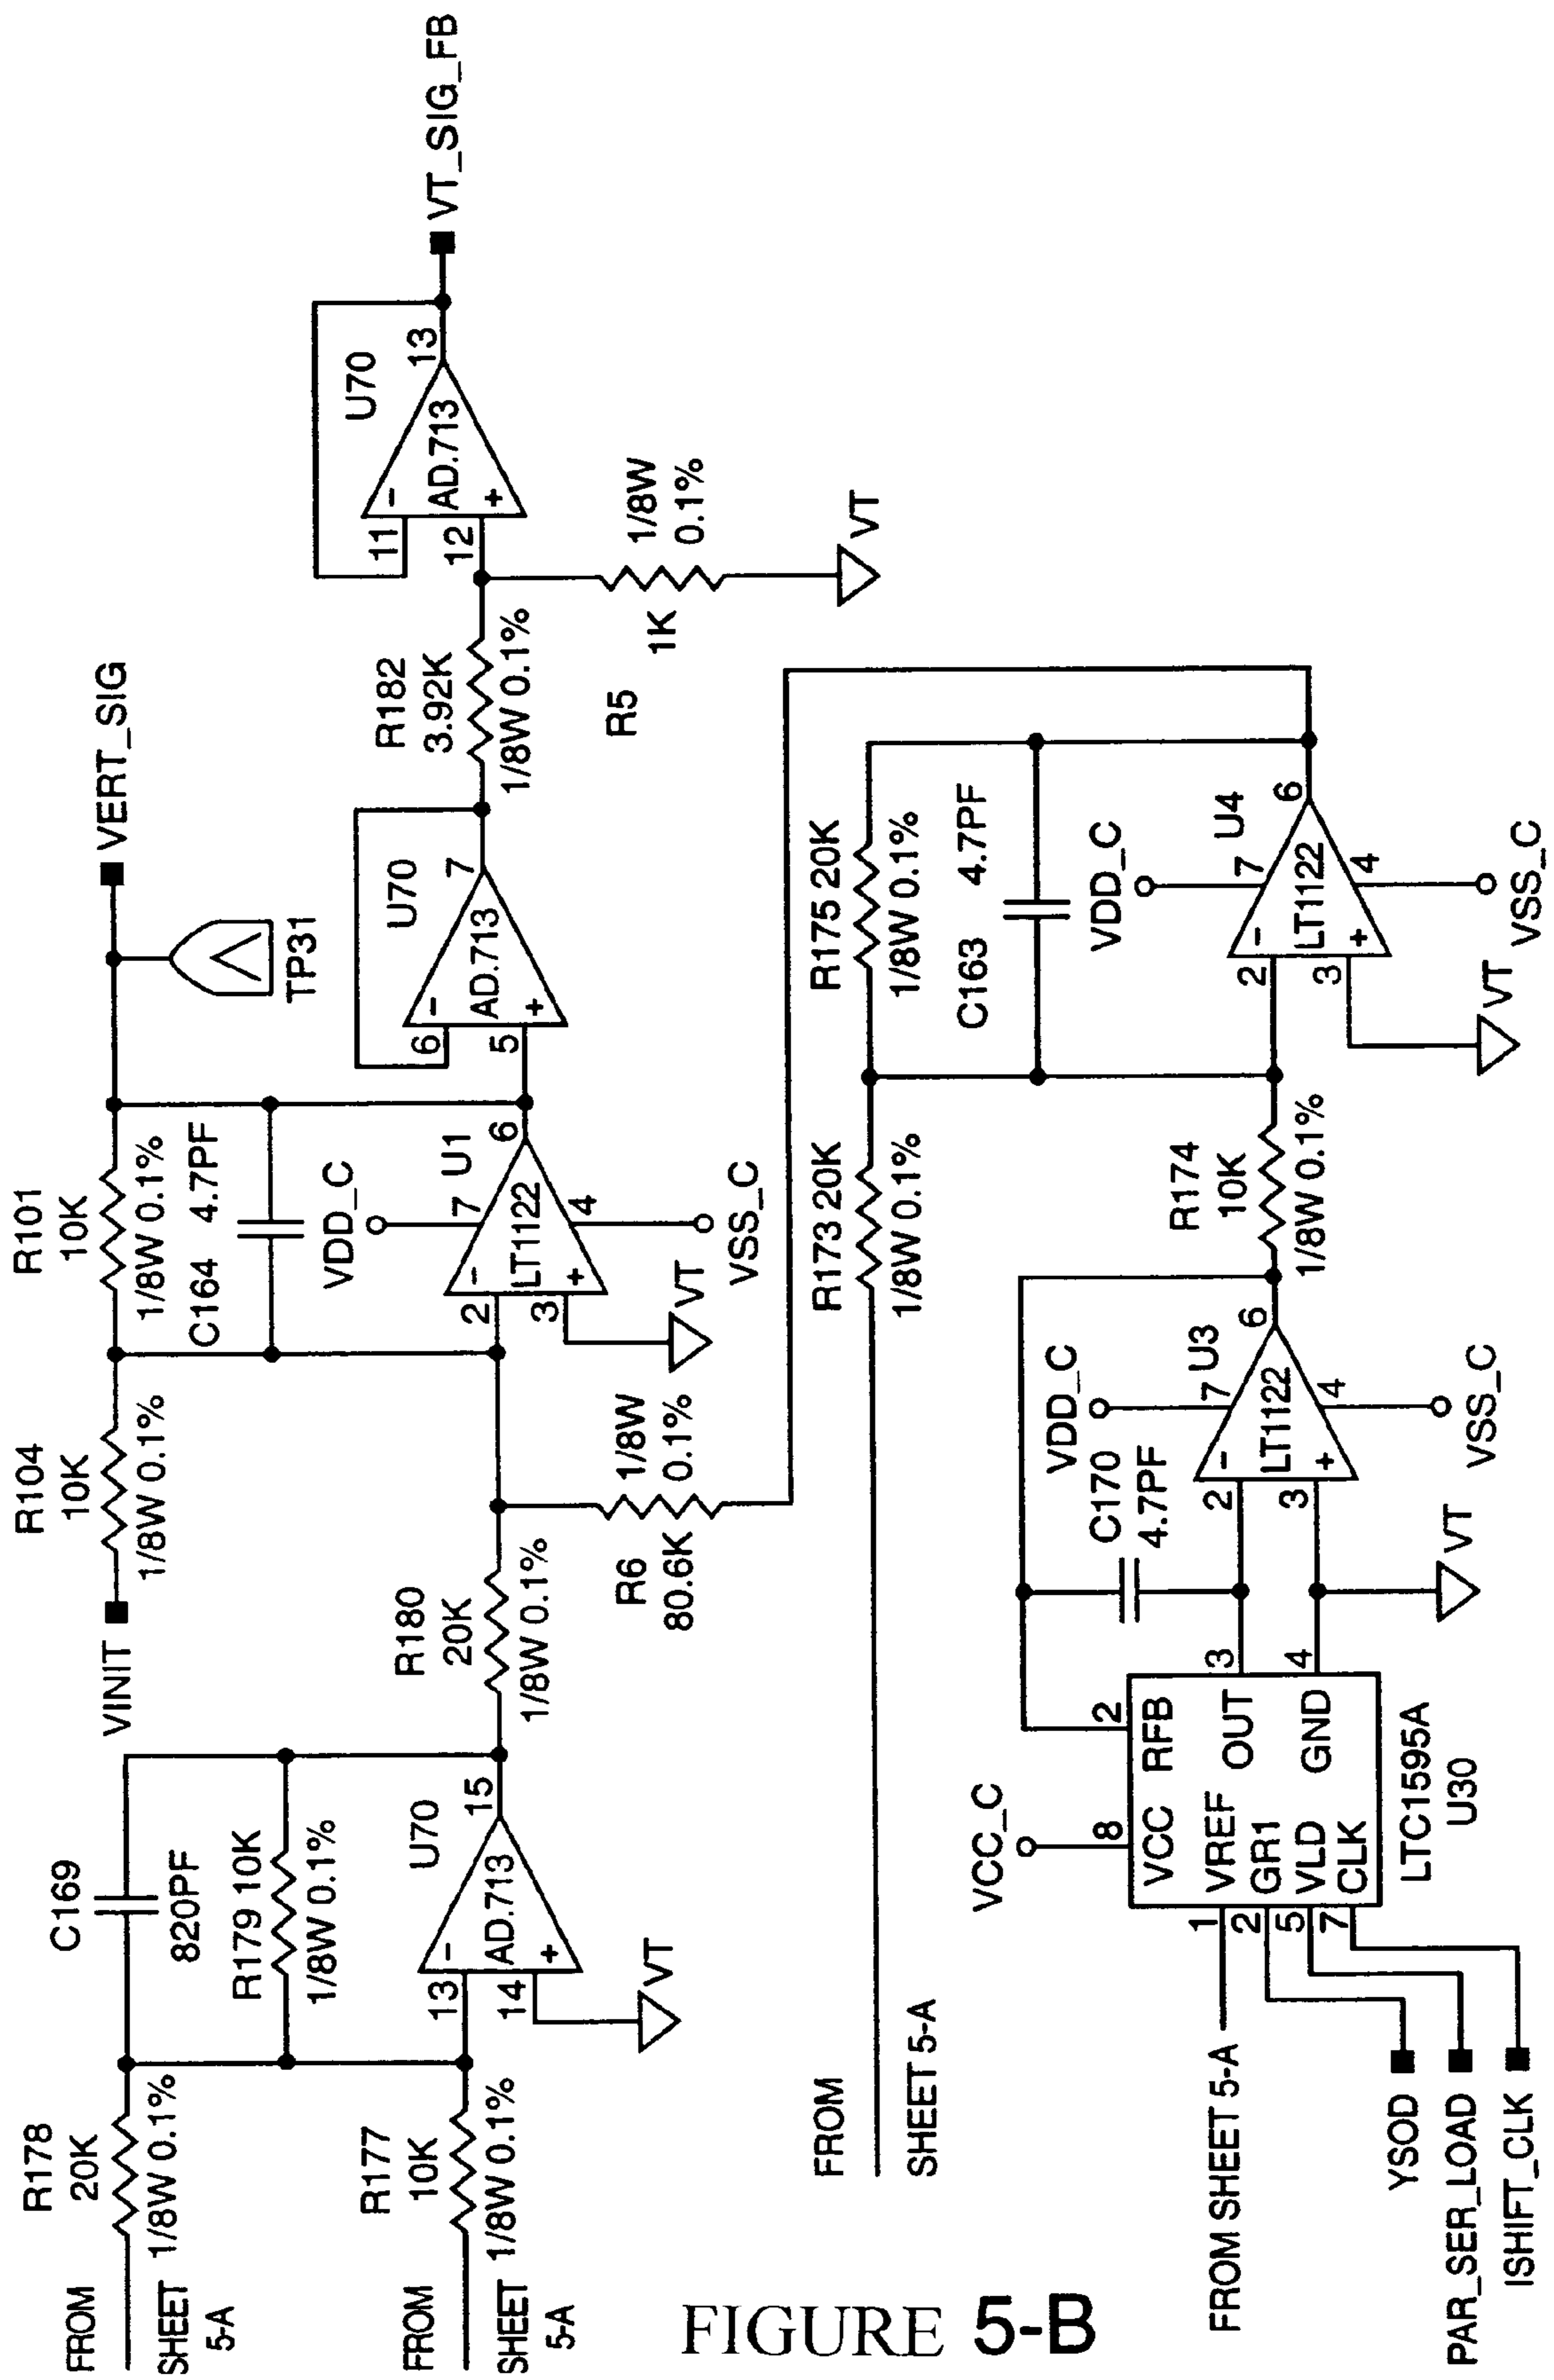 FROM
SHEET
5-A
R178
20K
1/8W 0.1%
C169
820PF
R179 10K
1/8W 0.1%
FROM
SHEET
5-A
R177
10K
1/8W 0.1%
13
14
15
-
+
AD.713
U70
VT
VINIT
R104
10K
1/8W 0.1%
R101
10K
1/8W 0.1%
C164 4.7PF
R180
20K
1/8W 0.1%
R6
80.6K
1/8W
0.1%
VDD_C
7
U1
2
3
-
+
LT1122
6
4
VSS_C
VT
TP31
VERT_SIG
U70
6
5
-
+
AD.713
7
R182
3.92K
1/8W 0.1%
R5
1K
1/8W
0.1%
VT
U70
11
12
-
+
AD.713
13
VT_SIG_FB
FROM
SHEET 5-A
R173 20K
1/8W 0.1%
R175 20K
1/8W 0.1%
C163 4.7PF
VDD_C
7
U4
2
3
-
+
LT1122
6
4
VSS_C
VT
R174
10K
1/8W 0.1%
VDD_C
7
U3
2
3
-
+
LT1122
6
4
VSS_C
VT
C170
4.7PF
VCC_C
8
2
VCC RFB
VREF
GR1
OUT
VLD
CLK
GND
3
4
1
2
5
7
LTC1595A
U30
FROM SHEET 5-A
YSOD
PAR_SER_LOAD
ISHIFT_CLK
FIGURE 5-B